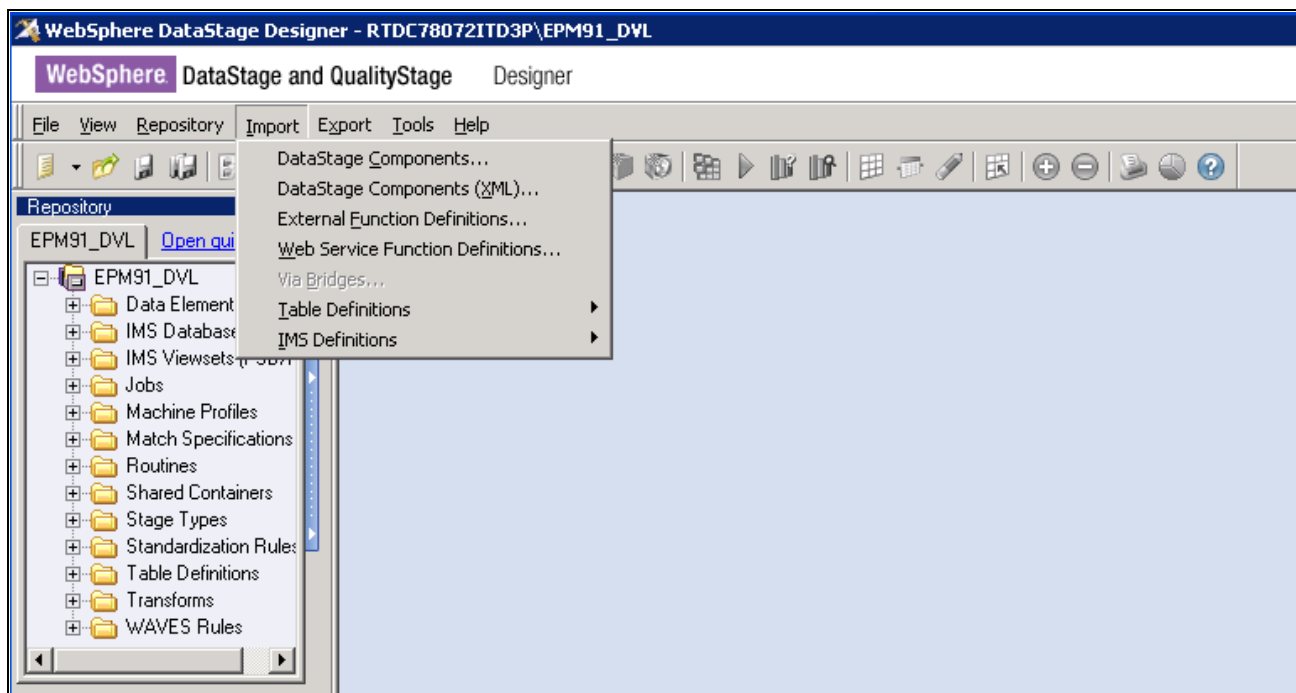 WebSphere DataStage Designer - RTDC78072ITD3P\EPM91_DVL
WebSphere. DataStage and QualityStage Designer
File View Repository Import Export Tools Help
DataStage Components...
DataStage Components (XML)...
External Function Definitions...
Web Service Function Definitions...
Via Bridges...
Table Definitions
IMS Definitions
Repository
EPM91_DVL Open qui
EPM91_DVL
Data Element
IMS Database
IMS Viewsets
Jobs
Machine Profiles
Match Specifications
Routines
Shared Containers
Stage Types
Standardization Rules
Table Definitions
Transforms
WAVES Rules